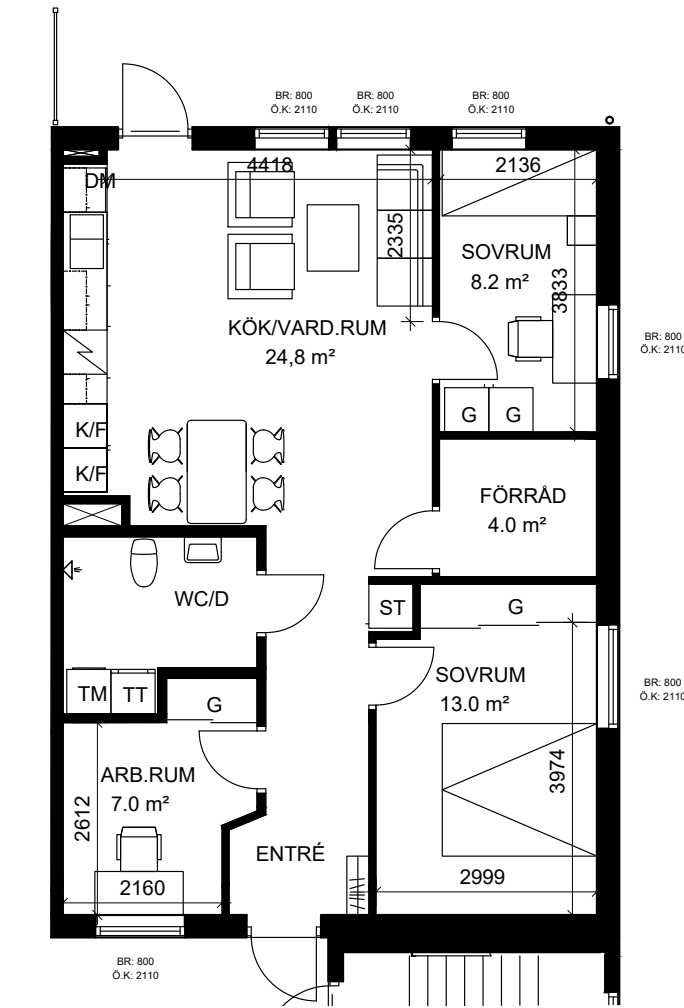 BR: 800
Ö.K: 2110
BR: 800
Ö.K: 2110
BR: 800
Ö.K: 2110
4418
2136
DM
2335
SOVRUM
8.2 m²
3833
KÖK/VARD.RUM
24,8 m²
BR: 800
Ö.K: 2110
G
G
K/F
K/F
FÖRRÅD
4.0 m²
WC/D
ST
G
SOVRUM
13.0 m²
BR: 800
Ö.K: 2110
TM
TT
G
3974
ARB.RUM
7.0 m²
2612
ENTRÉ
2160
2999
BR: 800
Ö.K: 2110